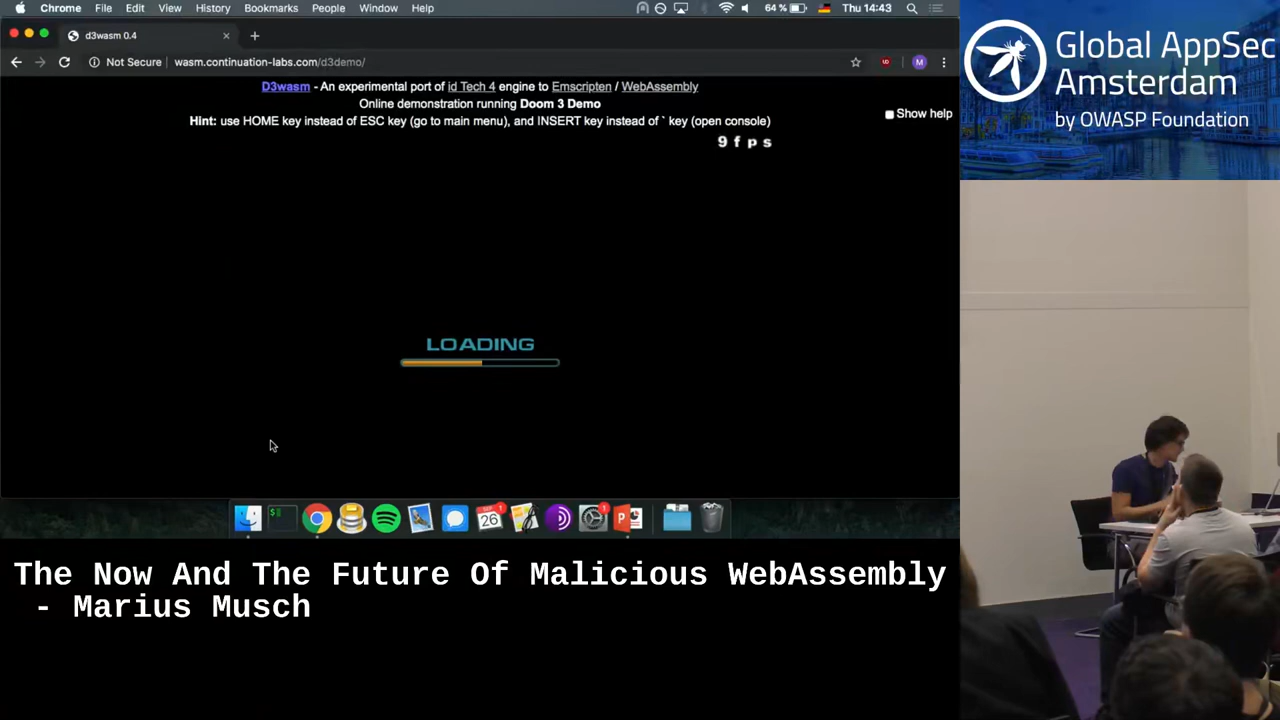 Chrome File Edit View History Bookmarks People Window Help
64 % Thu 14:43
d3wasm 0.4
Not Secure wasm.continuation-labs.com/d3demo/
M
D3wasm - An experimental port of id Tech 4 engine to Emscripten / WebAssembly
Online demonstration running Doom 3 Demo
Hint: use HOME key instead of ESC key (go to main menu), and INSERT key instead of ` key (open console)
Show help
9 fps
LOADING
SEP
26
The Now And The Future Of Malicious WebAssembly
- Marius Musch
Global AppSec
Amsterdam
by OWASP Foundation